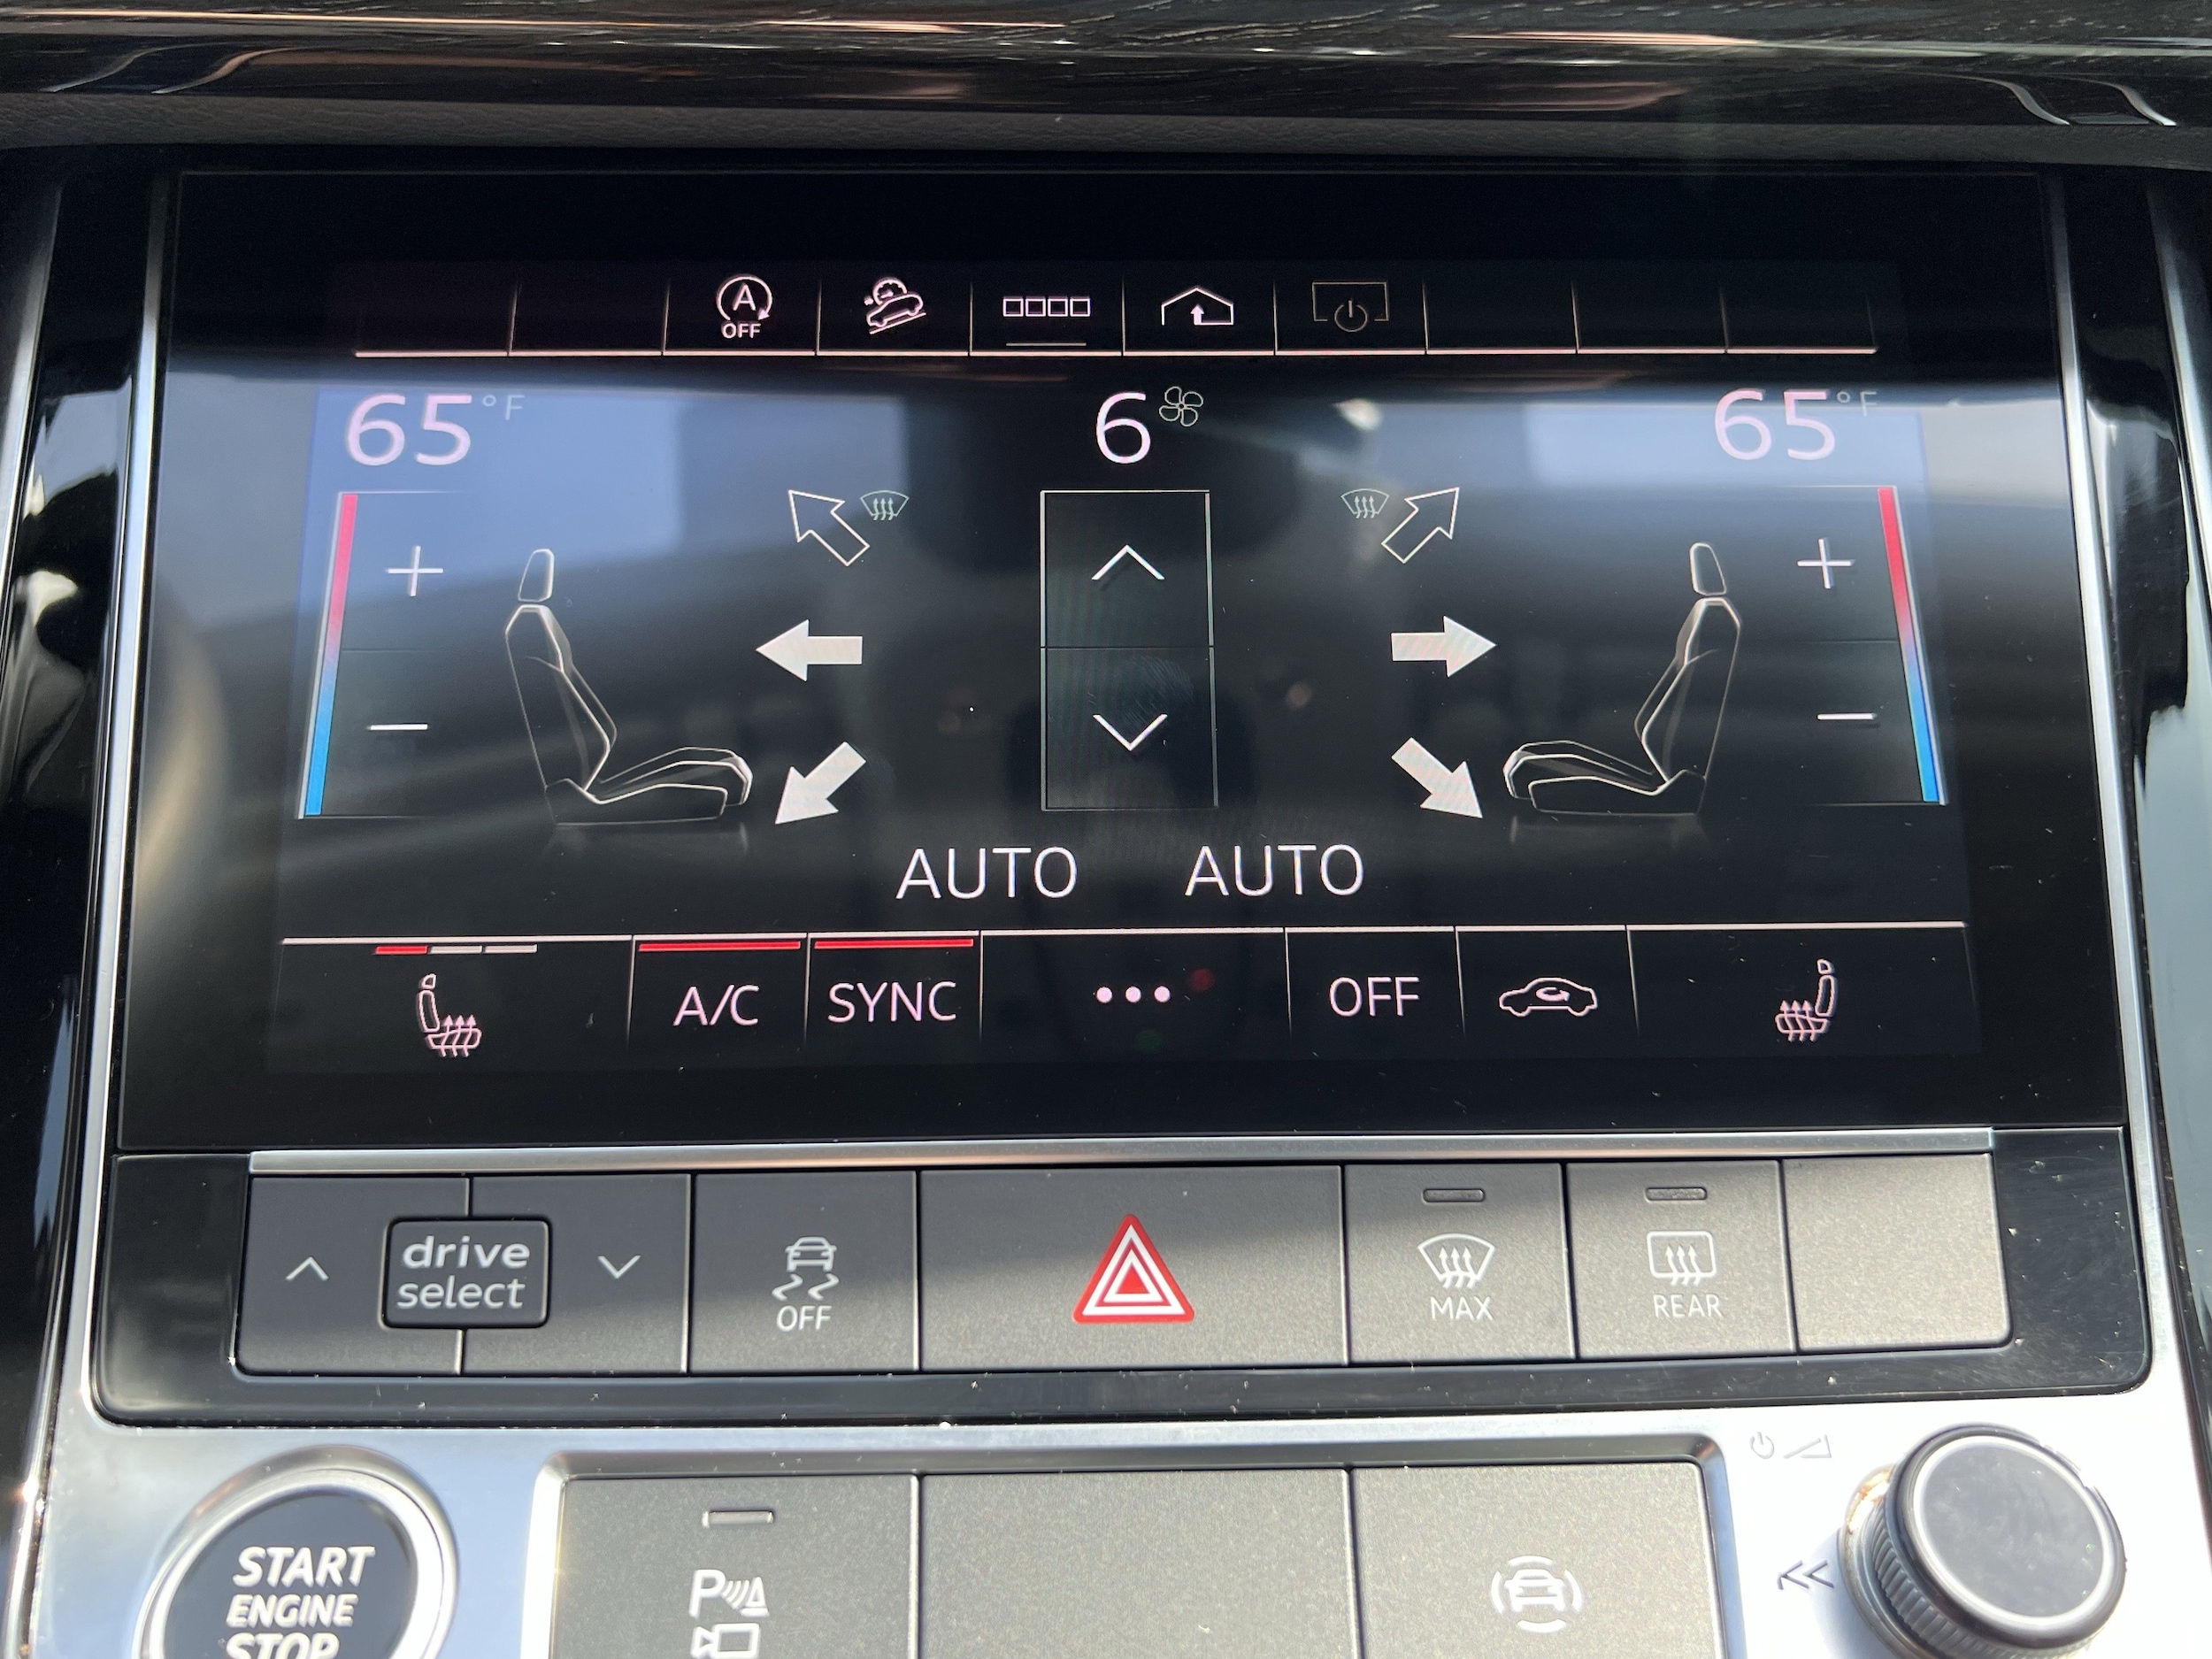 A
OFF
65 °F
6
65 °F
AUTO AUTO
A/C SYNC ••• OFF
drive
select
OFF
MAX
REAR
START
ENGINE
STOP
P